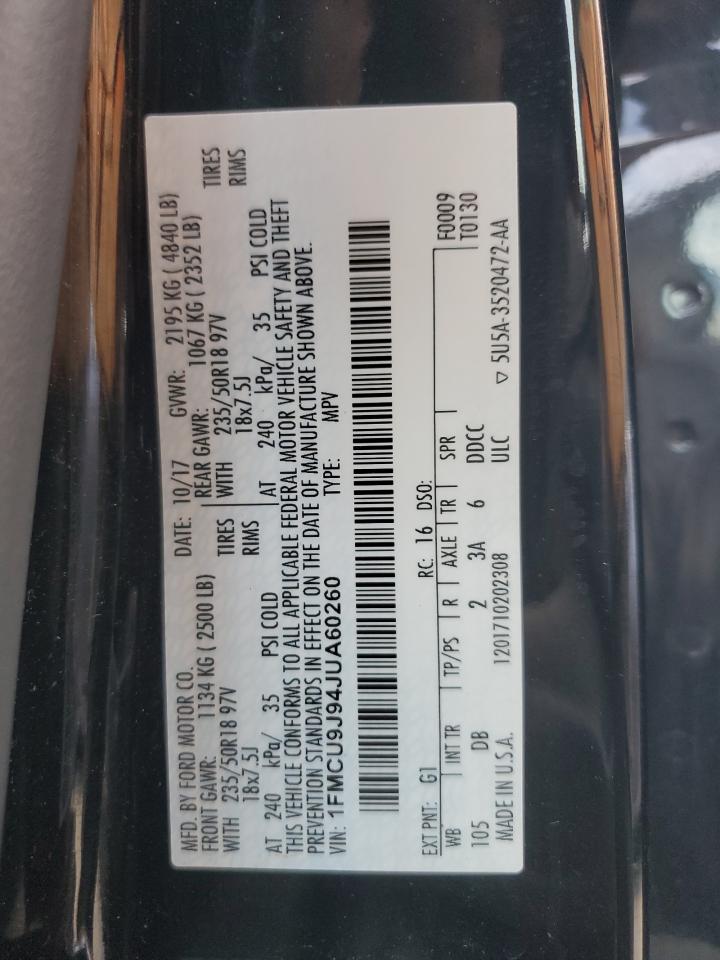 MFD. BY FORD MOTOR CO.
DATE: 10/17 GVWR: 2195 KG ( 4840 LB)
FRONT GAWR: 1134 KG ( 2500 LB) REAR GAWR: 1067 KG ( 2352 LB)
WITH 235/50R18 97V TIRES WITH 235/50R18 97V TIRES
18x7.5J RIMS 18x7.5J RIMS
AT 240 kPa/ 35 PSI COLD AT 240 kPa/ 35 PSI COLD
THIS VEHICLE CONFORMS TO ALL APPLICABLE FEDERAL MOTOR VEHICLE SAFETY AND THEFT
PREVENTION STANDARDS IN EFFECT ON THE DATE OF MANUFACTURE SHOWN ABOVE.
VIN: 1FMCU9J94JUA60260 TYPE: MPV
EXT PNT: G1 RC: 16 DSO: F0009
WB INT TR TP/PS R AXLE TR SPR T0130
105 DB 2 3A 6 DDCC
MADE IN U.S.A. 1201710202308 ULC ▽ 5U5A-3520472-AA